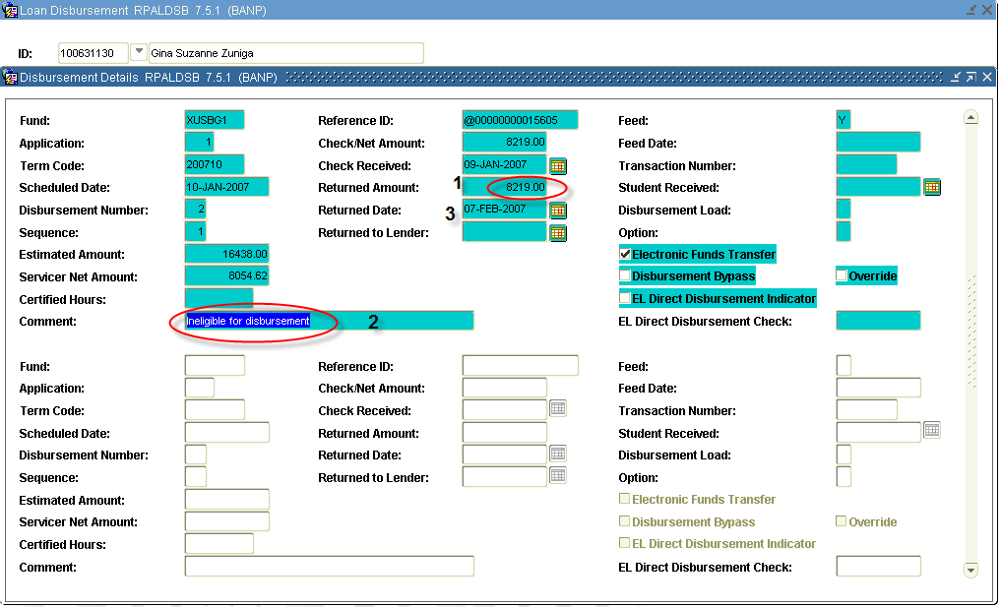 Loan Disbursement RPALDSB 7.5.1 (BANP)
ID: 100631130 Gina Suzanne Zuniga
Disbursement Details RPALDSB 7.5.1 (BANP)
Fund: XUSBG1 Reference ID: @00000000015605 Feed: Y
Application: 1 Check/Net Amount: 8219.00 Feed Date:
Term Code: 200710 Check Received: 09-JAN-2007 Transaction Number:
Scheduled Date: 10-JAN-2007 Returned Amount: 1 8219.00 Student Received:
Disbursement Number: 2 Returned Date: 3 07-FEB-2007 Disbursement Load:
Sequence: 1 Returned to Lender: Option:
Estimated Amount: 16438.00 Electronic Funds Transfer
Servicer Net Amount: 8054.62 Disbursement Bypass Override
Certified Hours: EL Direct Disbursement Indicator
Comment: Ineligible for disbursement 2 EL Direct Disbursement Check:
Fund: Reference ID: Feed:
Application: Check/Net Amount: Feed Date:
Term Code: Check Received: Transaction Number:
Scheduled Date: Returned Amount: Student Received:
Disbursement Number: Returned Date: Disbursement Load:
Sequence: Returned to Lender: Option:
Estimated Amount: Electronic Funds Transfer
Servicer Net Amount: Disbursement Bypass Override
Certified Hours: EL Direct Disbursement Indicator
Comment: EL Direct Disbursement Check: